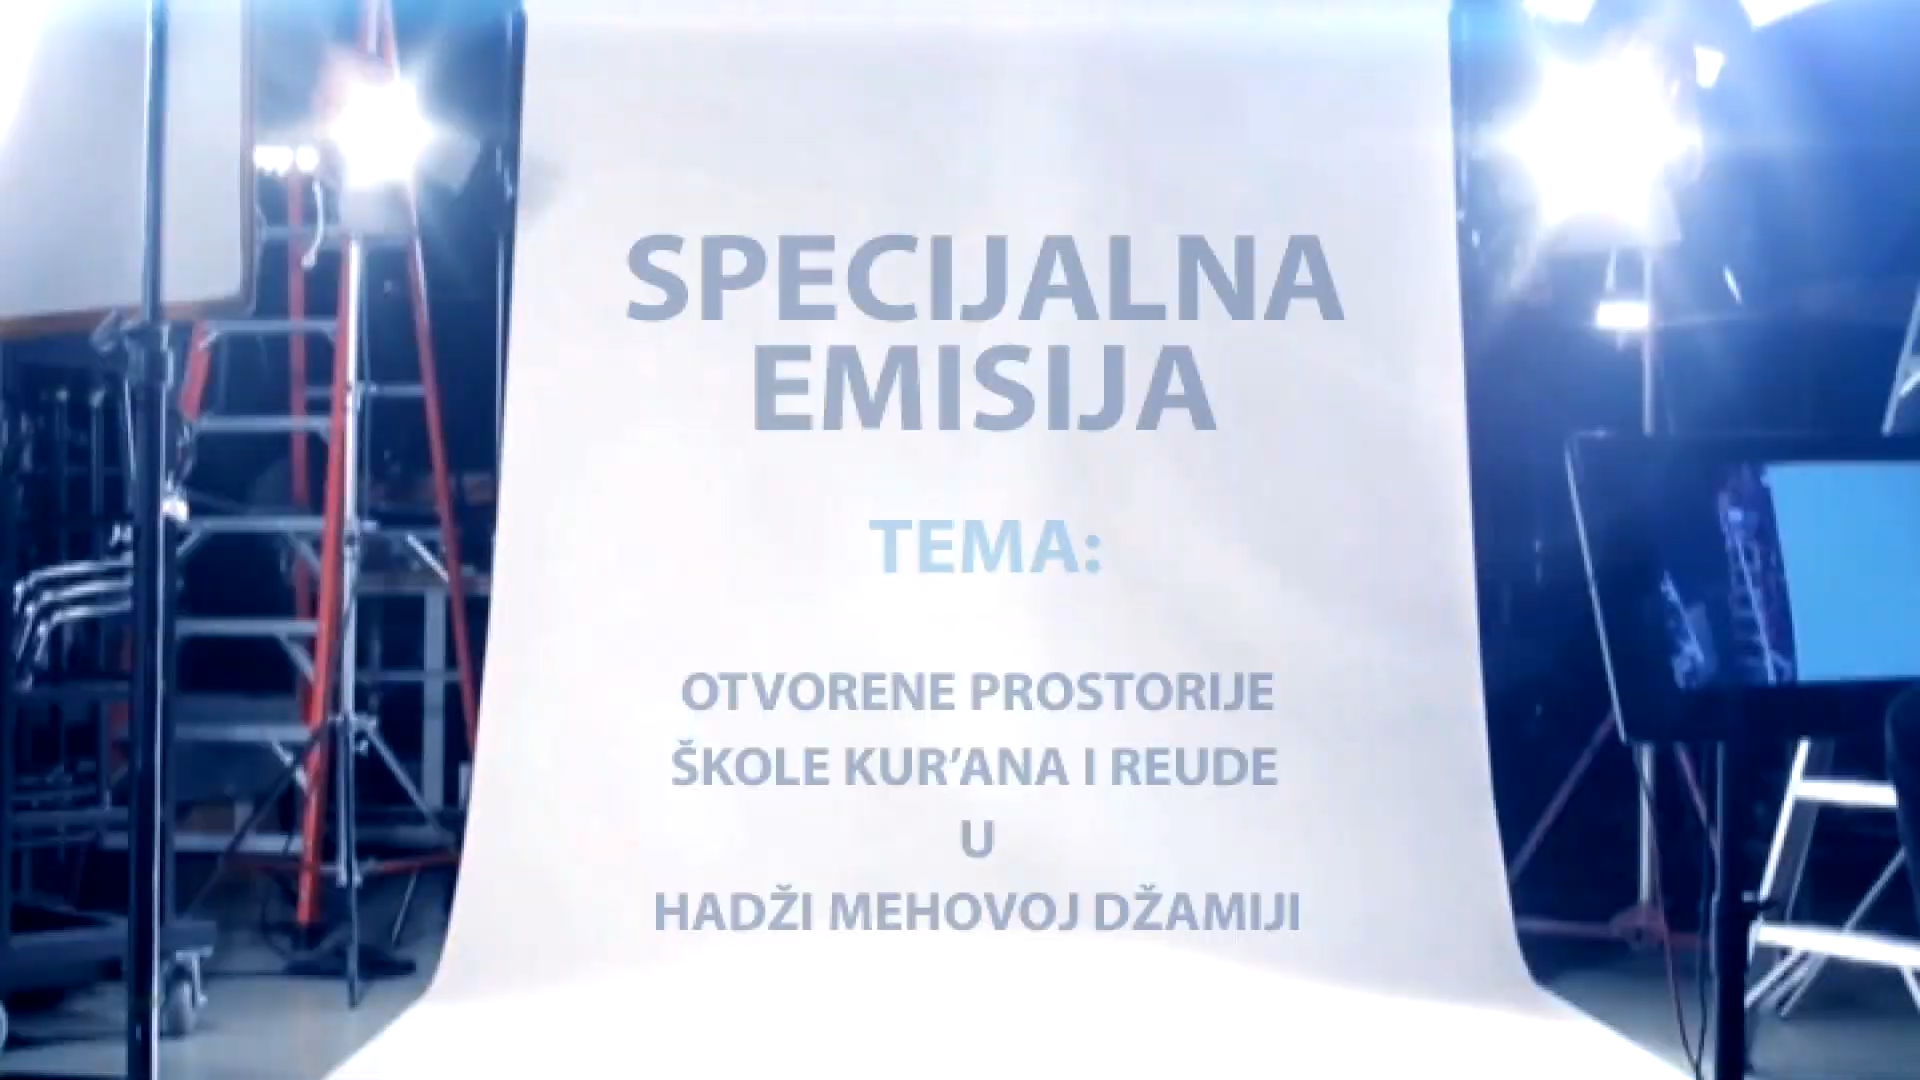 SPECIJALNA
EMISIJA
TEMA:
OTVORENE PROSTORIJE
ŠKOLE KUR’ANA I REUDE
U
HADŽI MEHOVOJ DŽAMIJI